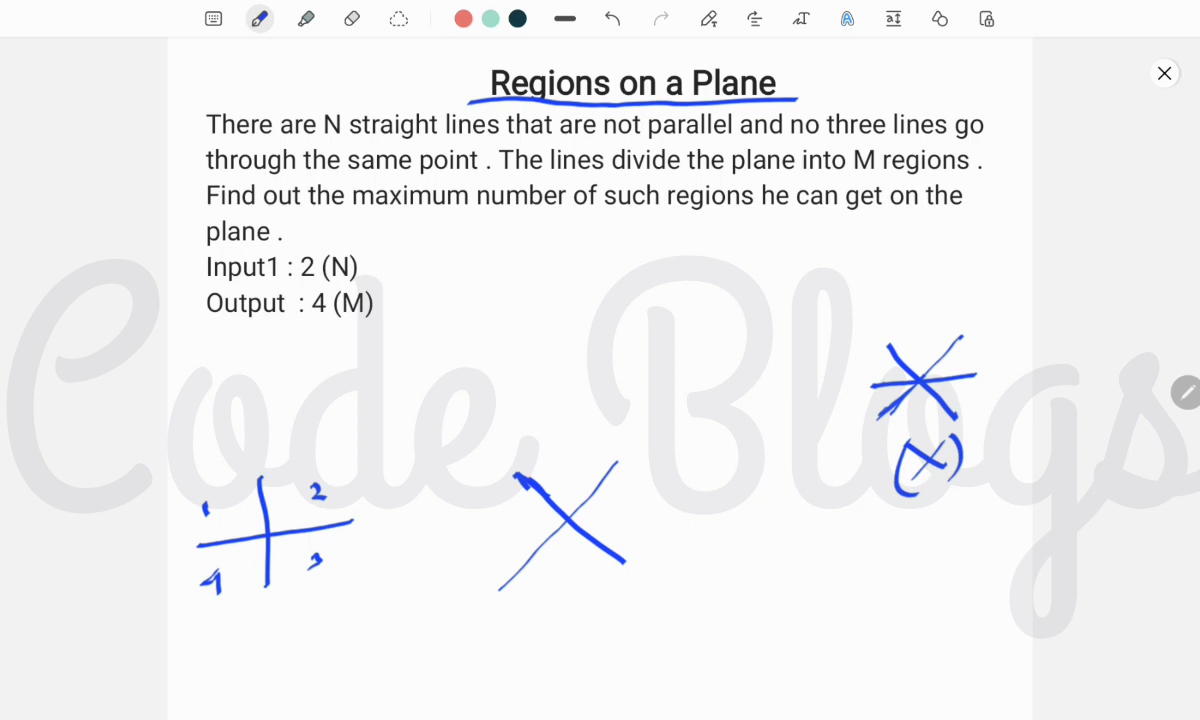 Regions on a Plane
There are N straight lines that are not parallel and no three lines go
through the same point . The lines divide the plane into M regions .
Find out the maximum number of such regions he can get on the
plane .
Input1 : 2 (N)
Output : 4 (M)
Code Blogs
(x)
1 2
4 3